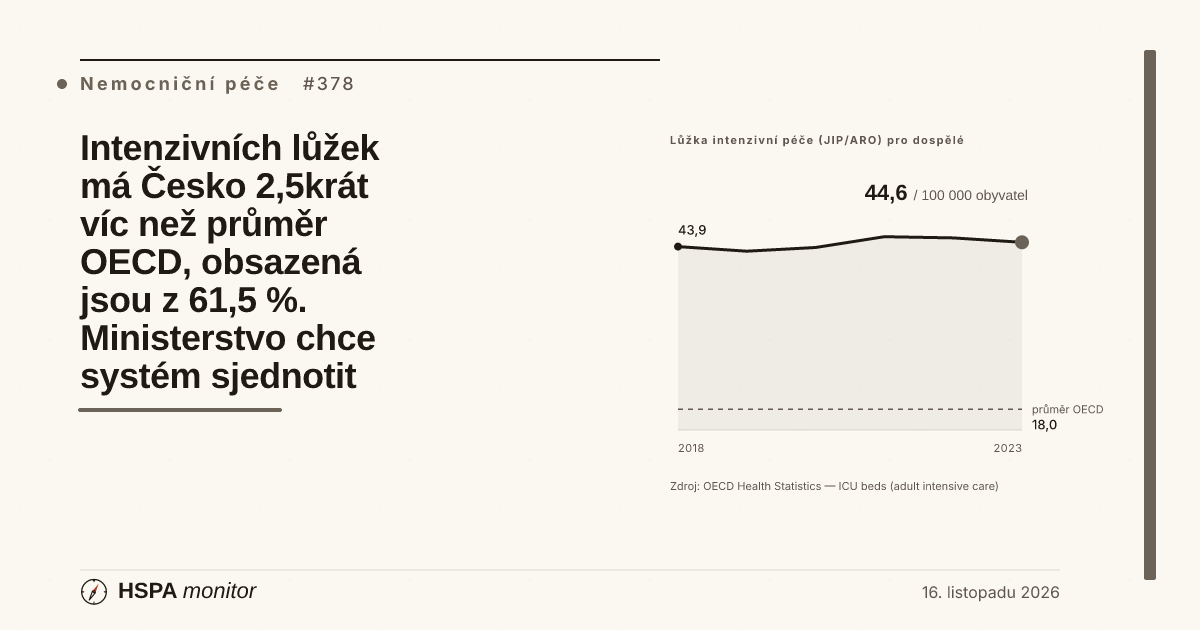 Nemocniční péče #378
Intenzivních lůžek
má Česko 2,5krát
víc než průměr
OECD, obsazená
jsou z 61,5 %.
Ministerstvo chce
systém sjednotit
Lůžka intenzivní péče (JIP/ARO) pro dospělé
44,6 / 100 000 obyvatel
43,9
průměr OECD
18,0
2018 2023
Zdroj: OECD Health Statistics — ICU beds (adult intensive care)
HSPA monitor
16. listopadu 2026